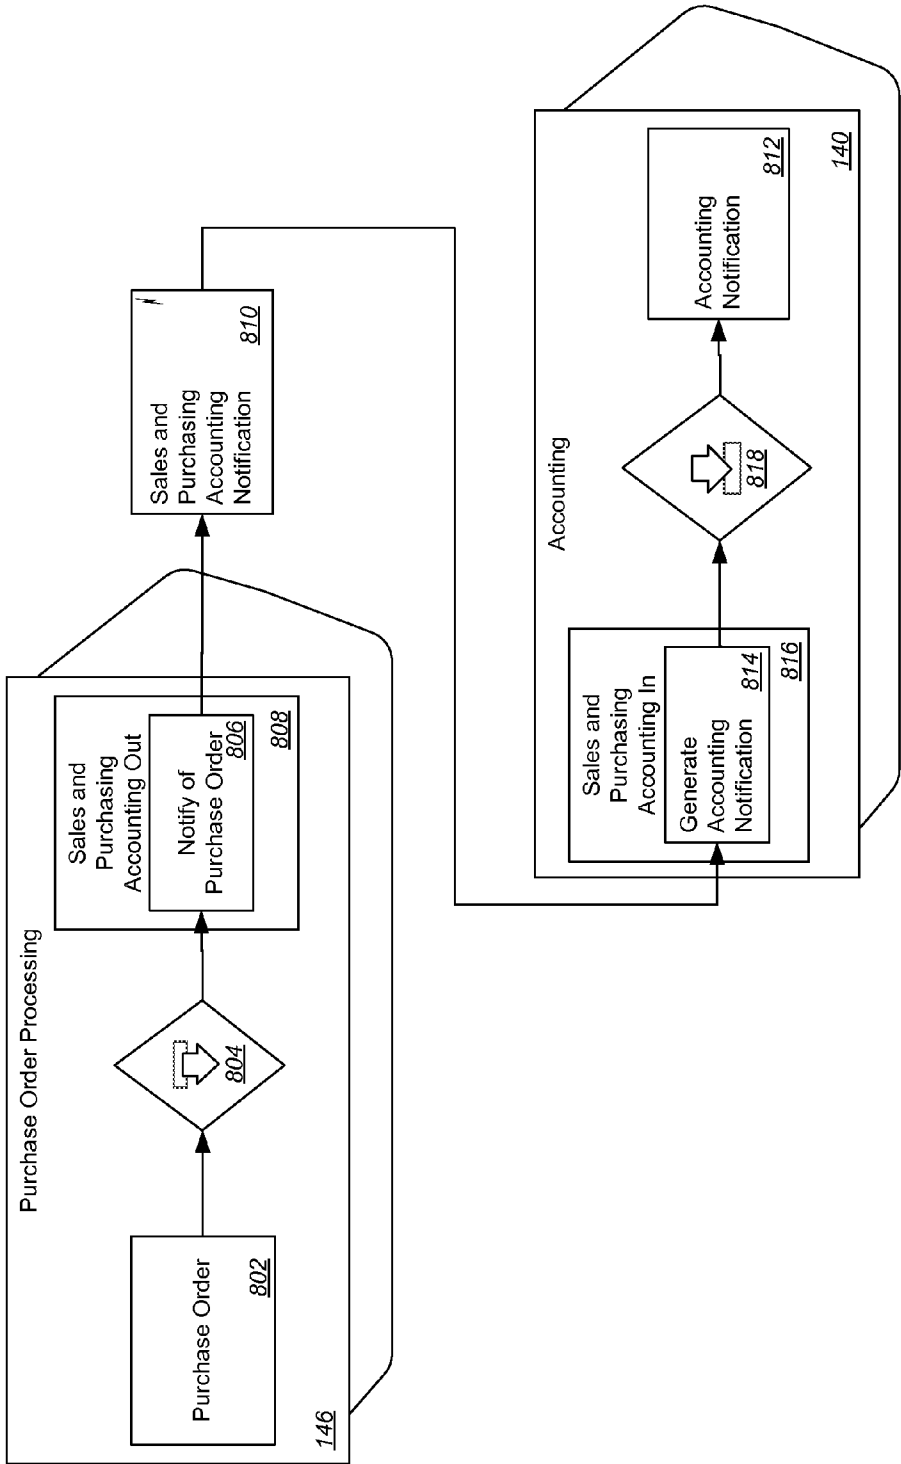 Purchase Order Processing
Purchase Order
802
804
Sales and
Purchasing
Accounting Out
Notify of
Purchase Order
806
808
146
Sales and
Purchasing
Accounting
Notification
810
Accounting
Sales and
Purchasing
Accounting In
Generate
Accounting
Notification
814
816
818
Accounting
Notification
812
140